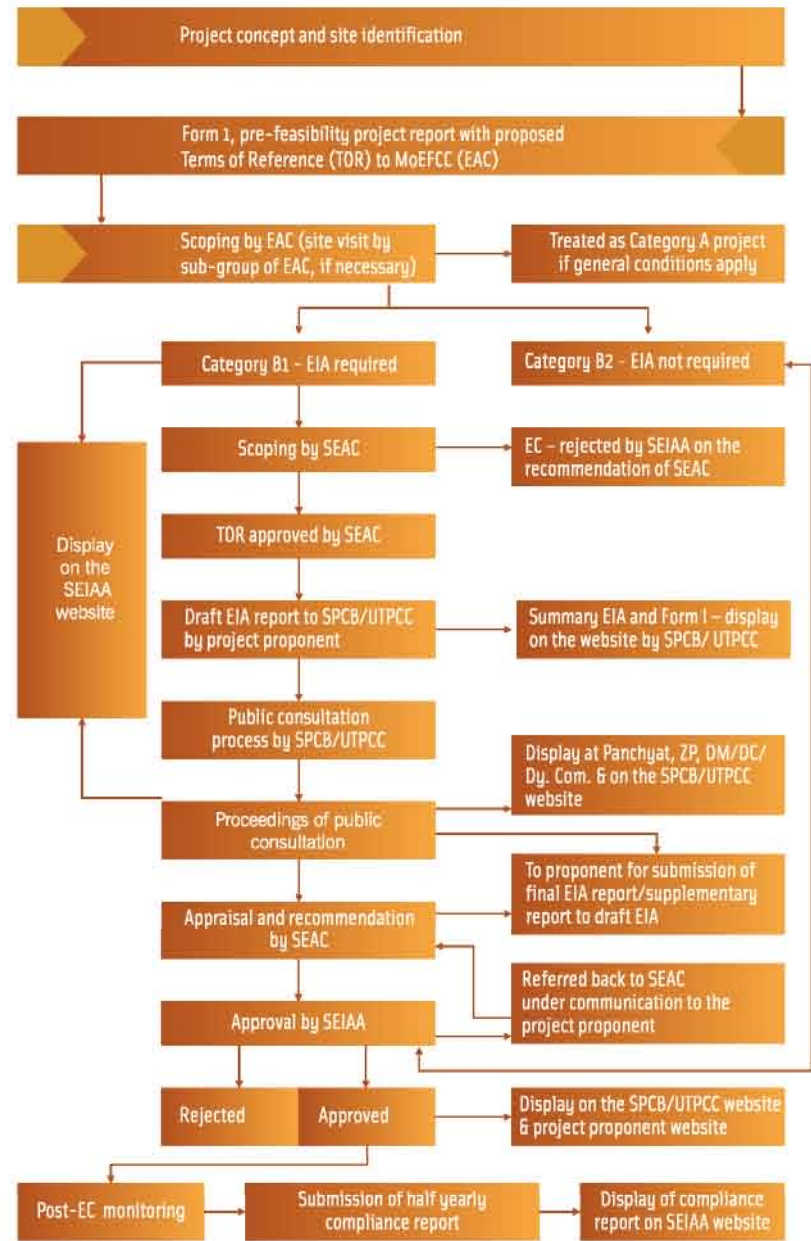 Project concept and site identification
Form 1, pre-feasibility project report with proposed
Terms of Reference (TOR) to MoEFCC (EAC)
Scoping by EAC (site visit by
sub-group of EAC, if necessary)
Treated as Category A project
if general conditions apply
Category B1 - EIA required
Category B2 - EIA not required
Display
on the
SEIAA
website
Scoping by SEAC
EC – rejected by SEIAA on the
recommendation of SEAC
TOR approved by SEAC
Draft EIA report to SPCB/UTPCC
by project proponent
Summary EIA and Form I – display
on the website by SPCB/ UTPCC
Public consultation
process by SPCB/UTPCC
Display at Panchyat, ZP, DM/DC/
Dy. Com. & on the SPCB/UTPCC
website
Proceedings of public
consultation
To proponent for submission of
final EIA report/supplementary
report to draft EIA
Appraisal and recommendation
by SEAC
Referred back to SEAC
under communication to the
project proponent
Approval by SEIAA
Rejected
Approved
Display on the SPCB/UTPCC website
& project proponent website
Post-EC monitoring
Submission of half yearly
compliance report
Display of compliance
report on SEIAA website